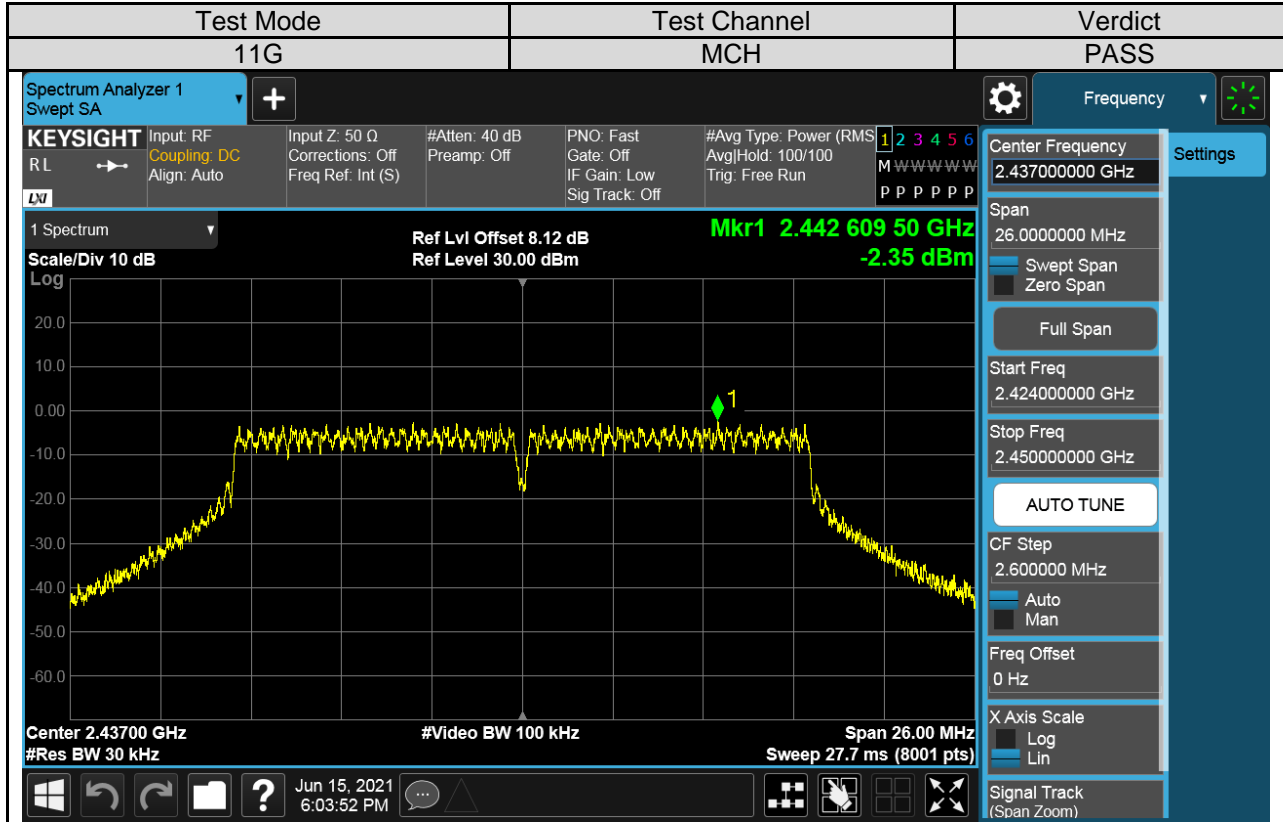 Test Mode Test Channel Verdict
11G MCH PASS
Spectrum Analyzer 1
Swept SA
+
Frequency
KEYSIGHT Input: RF Input Z: 50 Ω #Atten: 40 dB PNO: Fast #Avg Type: Power (RMS 1 2 3 4 5 6
R L Coupling: DC Corrections: Off Preamp: Off Gate: Off Avg|Hold: 100/100 M W W W W W
Align: Auto Freq Ref: Int (S) IF Gain: Low Trig: Free Run
LXI Sig Track: Off P P P P P P
1 Spectrum
Ref Lvl Offset 8.12 dB Mkr1 2.442 609 50 GHz
Scale/Div 10 dB Ref Level 30.00 dBm -2.35 dBm
Log
20.0
10.0
0.00
-10.0
-20.0
-30.0
-40.0
-50.0
-60.0
1
Center 2.43700 GHz #Video BW 100 kHz Span 26.00 MHz
#Res BW 30 kHz Sweep 27.7 ms (8001 pts)
Center Frequency
2.437000000 GHz
Settings
Span
26.0000000 MHz
Swept Span
Zero Span
Full Span
Start Freq
2.424000000 GHz
Stop Freq
2.450000000 GHz
AUTO TUNE
CF Step
2.600000 MHz
Auto
Man
Freq Offset
0 Hz
X Axis Scale
Log
Lin
Signal Track
(Span Zoom)
?
Jun 15, 2021
6:03:52 PM